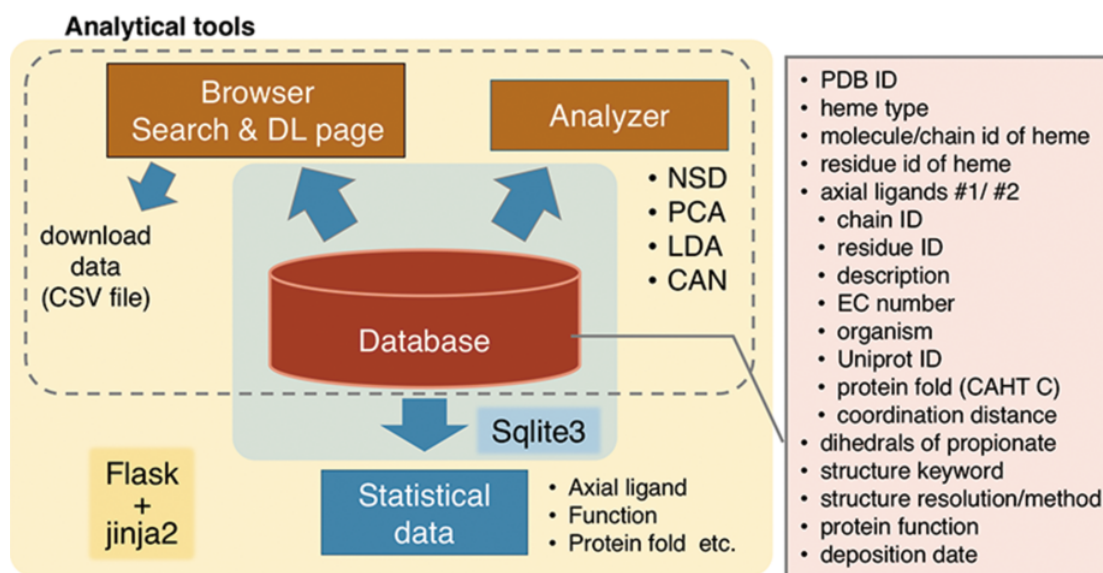 Analytical tools
Browser
Search & DL page
Analyzer
• NSD
• PCA
• LDA
• CAN
download
data
(CSV file)
Database
Sqlite3
Flask
+
jinja2
Statistical
data
• Axial ligand
• Function
• Protein fold etc.
• PDB ID
• heme type
• molecule/chain id of heme
• residue id of heme
• axial ligands #1/ #2
• chain ID
• residue ID
• description
• EC number
• organism
• Uniprot ID
• protein fold (CAHT C)
• coordination distance
• dihedrals of propionate
• structure keyword
• structure resolution/method
• protein function
• deposition date